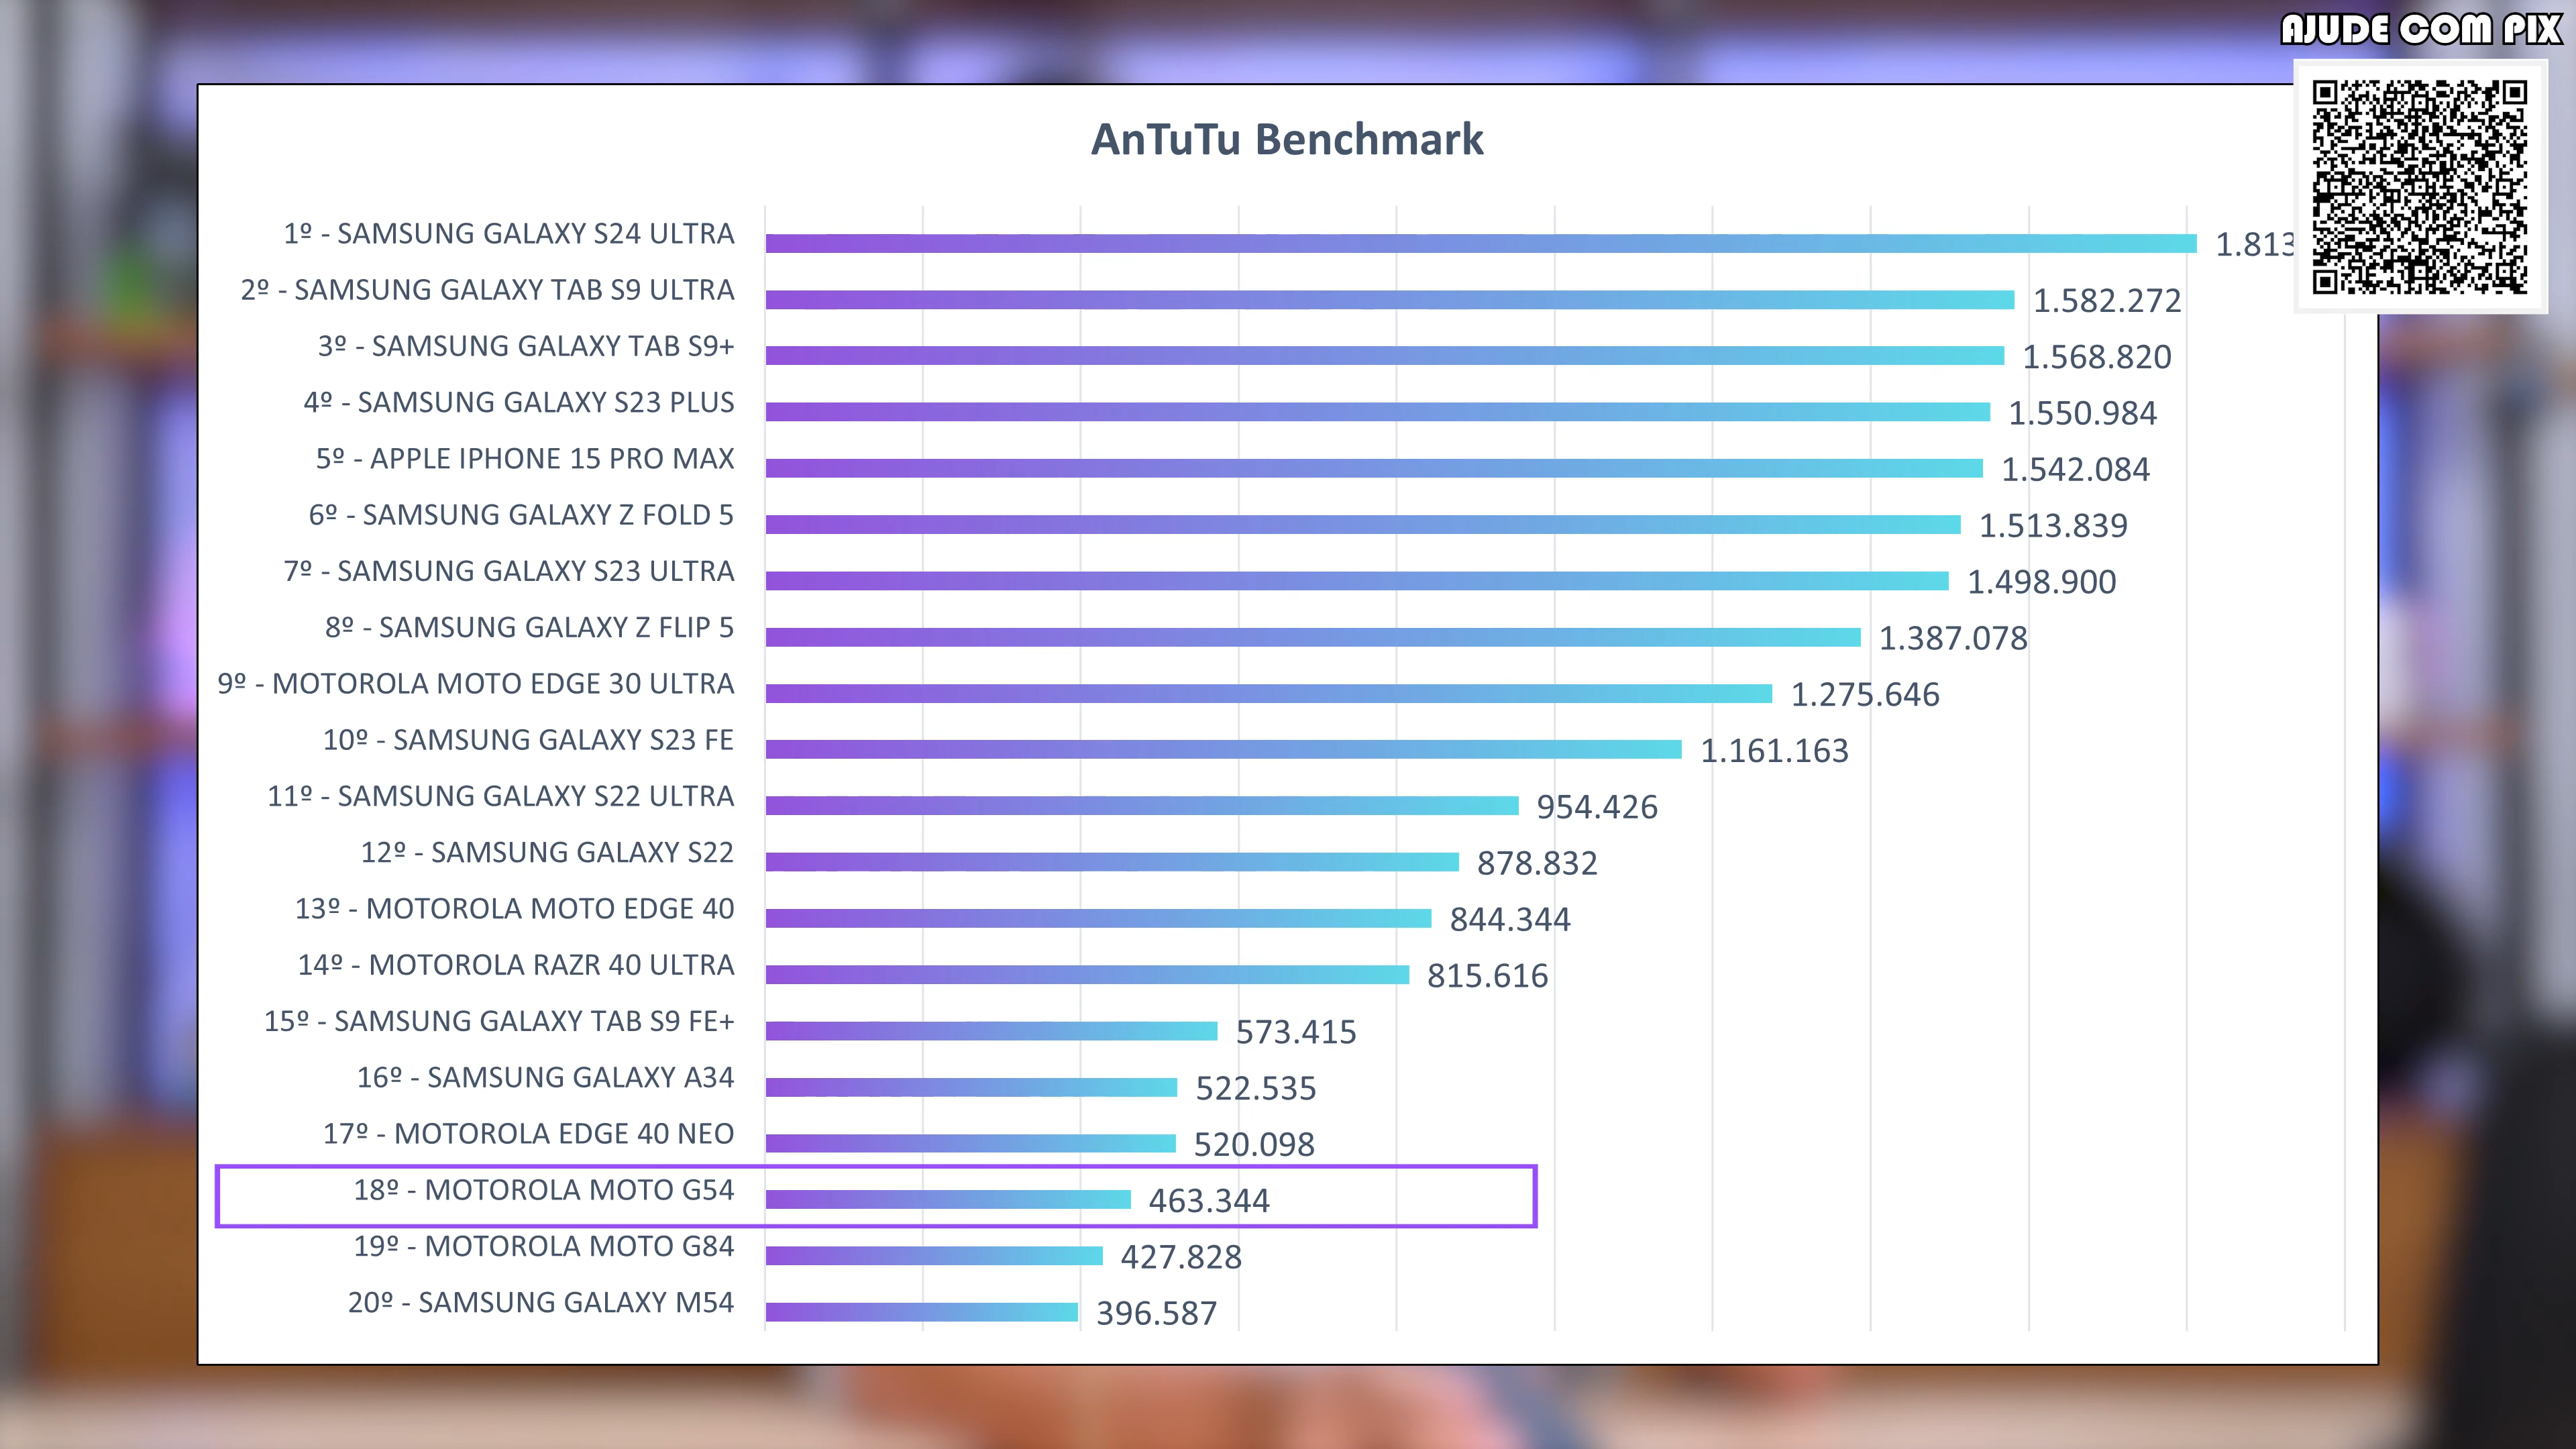 AJUDE COM PIX
AnTuTu Benchmark
1º - SAMSUNG GALAXY S24 ULTRA 1.813
2º - SAMSUNG GALAXY TAB S9 ULTRA 1.582.272
3º - SAMSUNG GALAXY TAB S9+ 1.568.820
4º - SAMSUNG GALAXY S23 PLUS 1.550.984
5º - APPLE IPHONE 15 PRO MAX 1.542.084
6º - SAMSUNG GALAXY Z FOLD 5 1.513.839
7º - SAMSUNG GALAXY S23 ULTRA 1.498.900
8º - SAMSUNG GALAXY Z FLIP 5 1.387.078
9º - MOTOROLA MOTO EDGE 30 ULTRA 1.275.646
10º - SAMSUNG GALAXY S23 FE 1.161.163
11º - SAMSUNG GALAXY S22 ULTRA 954.426
12º - SAMSUNG GALAXY S22 878.832
13º - MOTOROLA MOTO EDGE 40 844.344
14º - MOTOROLA RAZR 40 ULTRA 815.616
15º - SAMSUNG GALAXY TAB S9 FE+ 573.415
16º - SAMSUNG GALAXY A34 522.535
17º - MOTOROLA EDGE 40 NEO 520.098
18º - MOTOROLA MOTO G54 463.344
19º - MOTOROLA MOTO G84 427.828
20º - SAMSUNG GALAXY M54 396.587